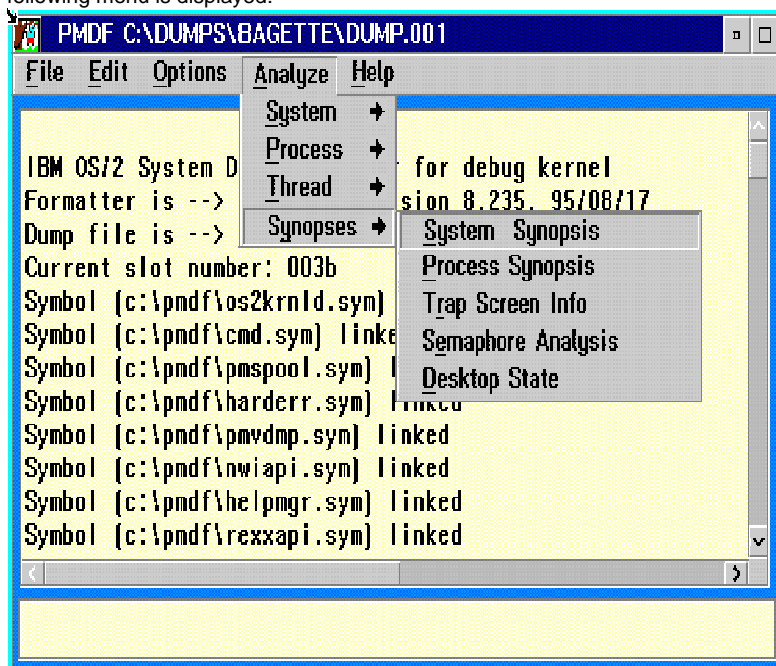 following menu is displayed.
PMDF C:\DUMPS\BAGETTE\DUMP.001
File Edit Options Analyze Help
System
Process
Thread
Synopses
System Synopsis
Process Synopsis
Trap Screen Info
Semaphore Analysis
Desktop State
IBM OS/2 System D for debug kernel
Formatter is --> sion 8.235. 95/08/17
Dump file is -->
Current slot number: 003b
Symbol (c:\pmdf\os2krnld.sym)
Symbol (c:\pmdf\cmd.sym) linke
Symbol (c:\pmdf\pmspool.sym) l
Symbol (c:\pmdf\harderr.sym) linked
Symbol (c:\pmdf\pmvdmp.sym) linked
Symbol (c:\pmdf\nwiapi.sym) linked
Symbol (c:\pmdf\helpmgr.sym) linked
Symbol (c:\pmdf\rexxapi.sym) linked